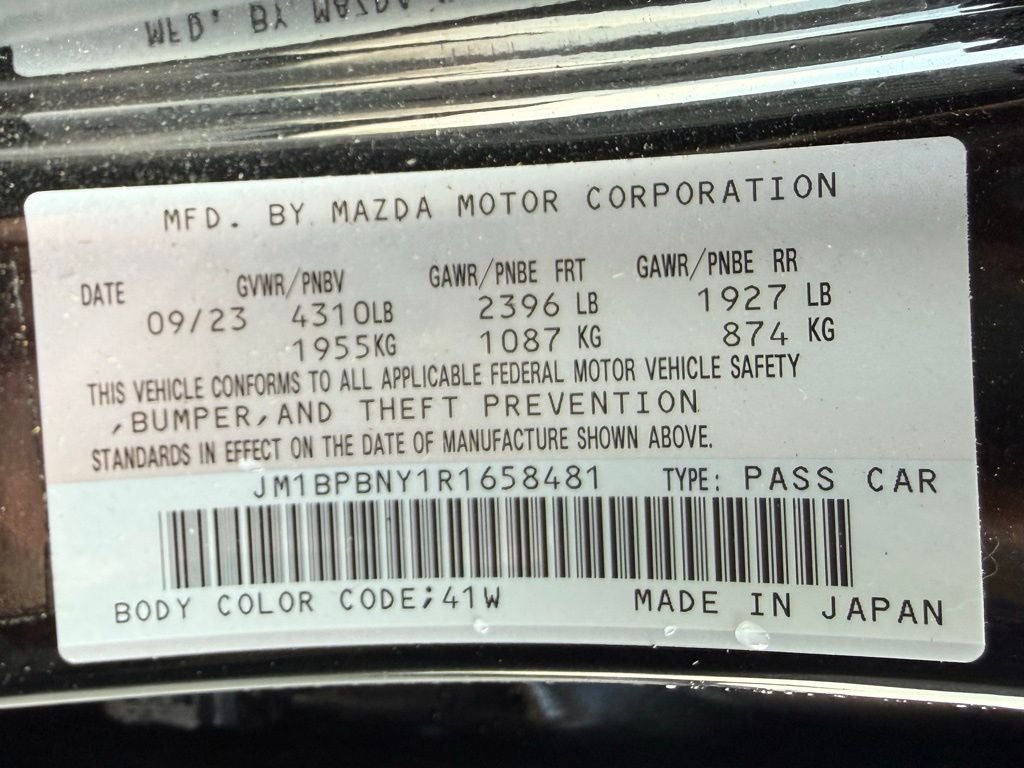 MFD. BY MAZDA
MFD. BY MAZDA MOTOR CORPORATION
DATE GVWR/PNBV GAWR/PNBE FRT GAWR/PNBE RR
09/23 4310LB 2396 LB 1927 LB
1955KG 1087 KG 874 KG
THIS VEHICLE CONFORMS TO ALL APPLICABLE FEDERAL MOTOR VEHICLE SAFETY
,BUMPER,AND THEFT PREVENTION
STANDARDS IN EFFECT ON THE DATE OF MANUFACTURE SHOWN ABOVE.
JM1BPBNY1R1658481 TYPE: PASS CAR
BODY COLOR CODE;41W MADE IN JAPAN